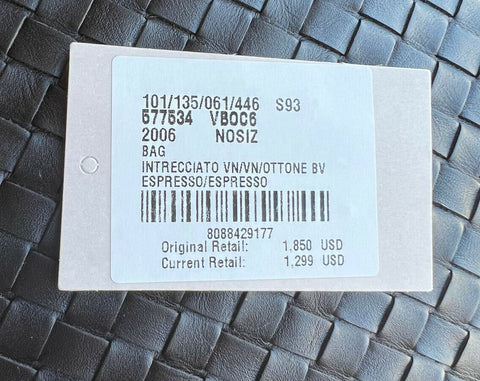 101/135/061/446 S93
577534 VBOC6
2006 NOSIZ
BAG
INTRECCIATO VN/VN/OTTONE BV
ESPRESSO/ESPRESSO
8088429177
Original Retail: 1,850 USD
Current Retail: 1,299 USD